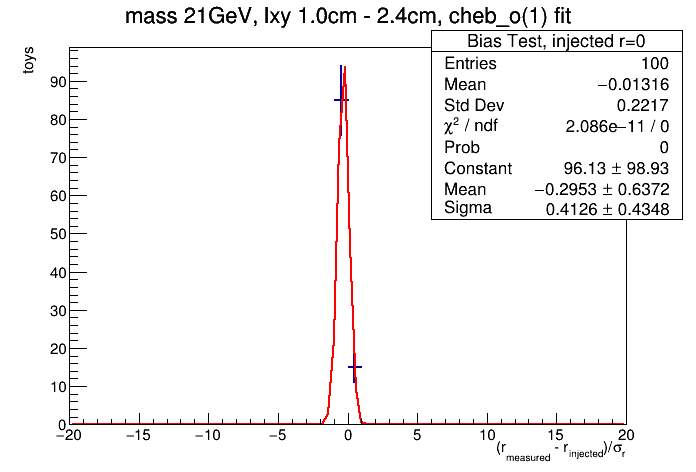 mass 21GeV, lxy 1.0cm - 2.4cm, cheb_o(1) fit
toys
Bias Test, injected r=0
Entries 100
Mean −0.01316
Std Dev 0.2217
χ² / ndf 2.086e−11 / 0
Prob 0
Constant 96.13 ± 98.93
Mean −0.2953 ± 0.6372
Sigma 0.4126 ± 0.4348
90
80
70
60
50
40
30
20
10
0
−20 −15 −10 −5 0 5 10 15 20
(r_measured - r_injected)/σ_r